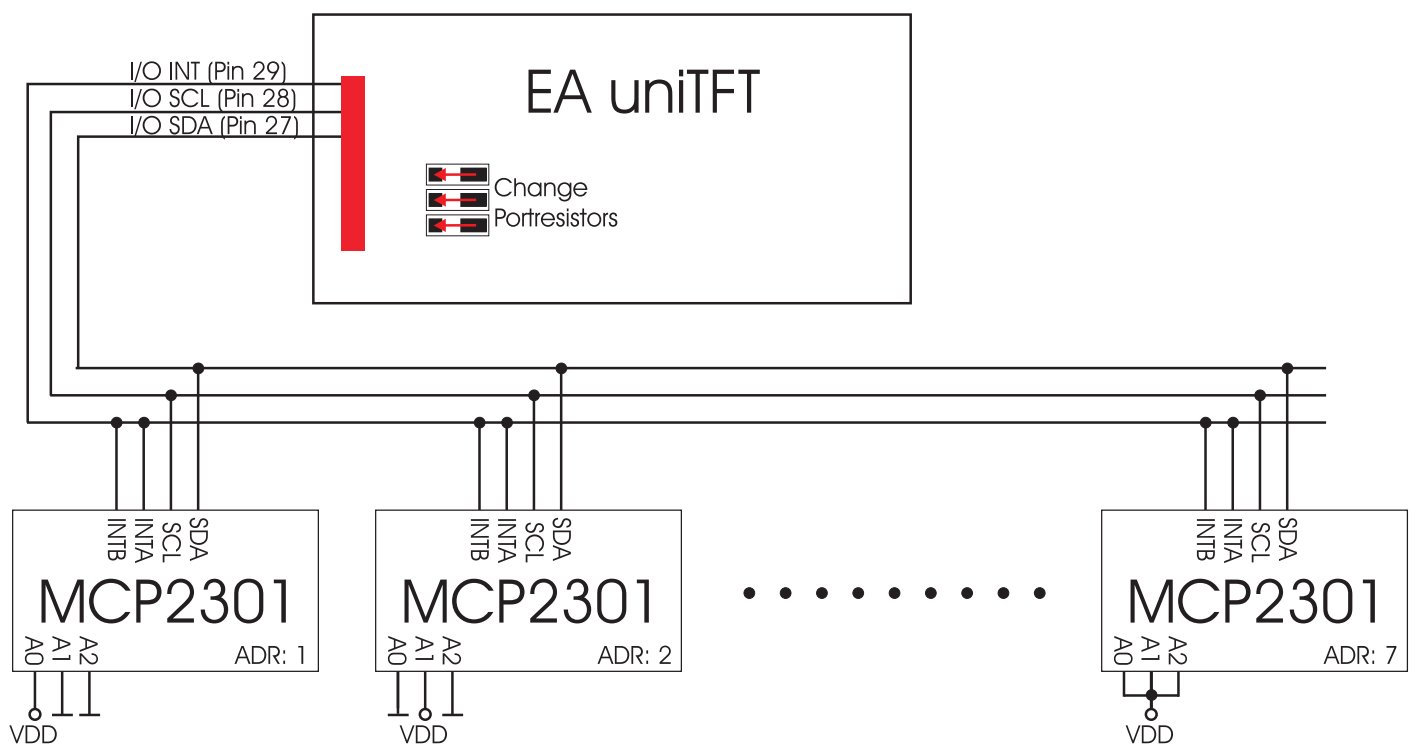 I/O INT (Pin 29)
I/O SCL (Pin 28)
I/O SDA (Pin 27)
EA uniTFT
Change
Portresistors
INTB INTA SCL SDA
MCP2301
A0 A1 A2
ADR: 1
VDD
INTB INTA SCL SDA
MCP2301
A0 A1 A2
ADR: 2
VDD
INTB INTA SCL SDA
MCP2301
A0 A1 A2
ADR: 7
VDD